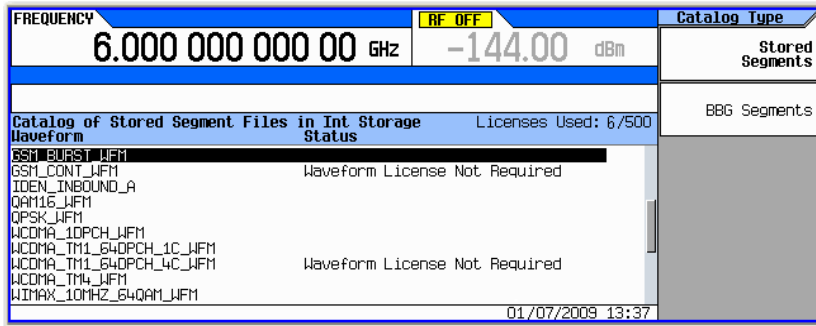 FREQUENCY
6.000 000 000 00 GHz
RF OFF
-144.00 dBm
Catalog Type
Stored
Segments
BBG Segments
Catalog of Stored Segment Files in Int Storage Licenses Used: 6/500
Waveform Status
GSM_BURST_WFM
GSM_CONT_WFM Waveform License Not Required
IDEN_INBOUND_A
QAM16_WFM
QPSK_WFM
WCDMA_1DPCH_WFM
WCDMA_TM1_64DPCH_1C_WFM
WCDMA_TM1_64DPCH_4C_WFM Waveform License Not Required
WCDMA_TM4_WFM
WIMAX_10MHZ_64QAM_WFM
01/07/2009 13:37